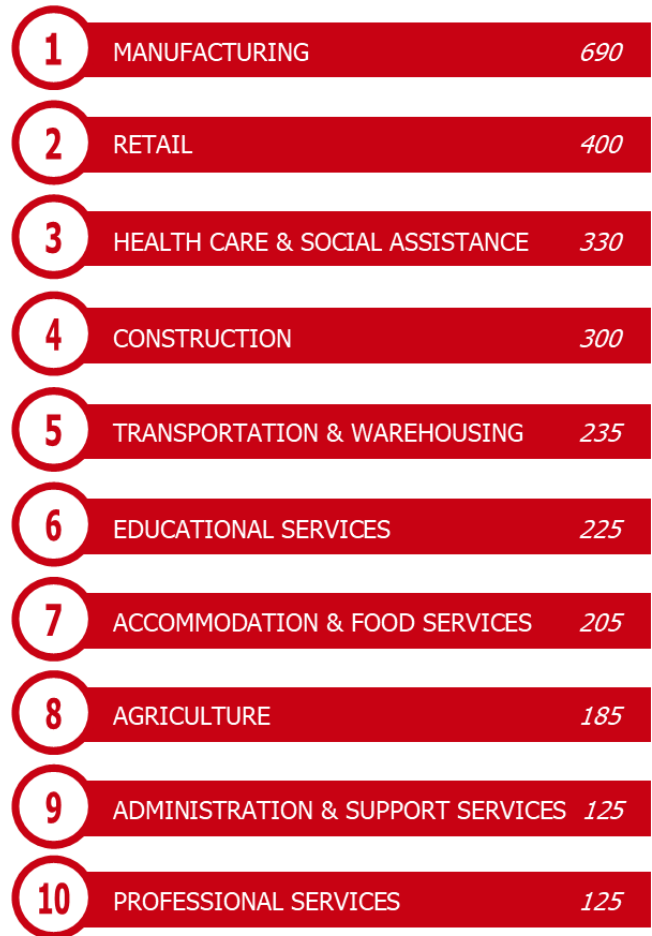 1 MANUFACTURING 690
2 RETAIL 400
3 HEALTH CARE & SOCIAL ASSISTANCE 330
4 CONSTRUCTION 300
5 TRANSPORTATION & WAREHOUSING 235
6 EDUCATIONAL SERVICES 225
7 ACCOMMODATION & FOOD SERVICES 205
8 AGRICULTURE 185
9 ADMINISTRATION & SUPPORT SERVICES 125
10 PROFESSIONAL SERVICES 125